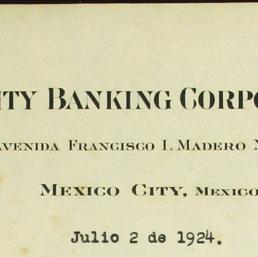 ITY BANKING CORPO
AVENIDA FRANCISCO I. MADERO N
MEXICO CITY, MEXICO
Julio 2 de 1924.